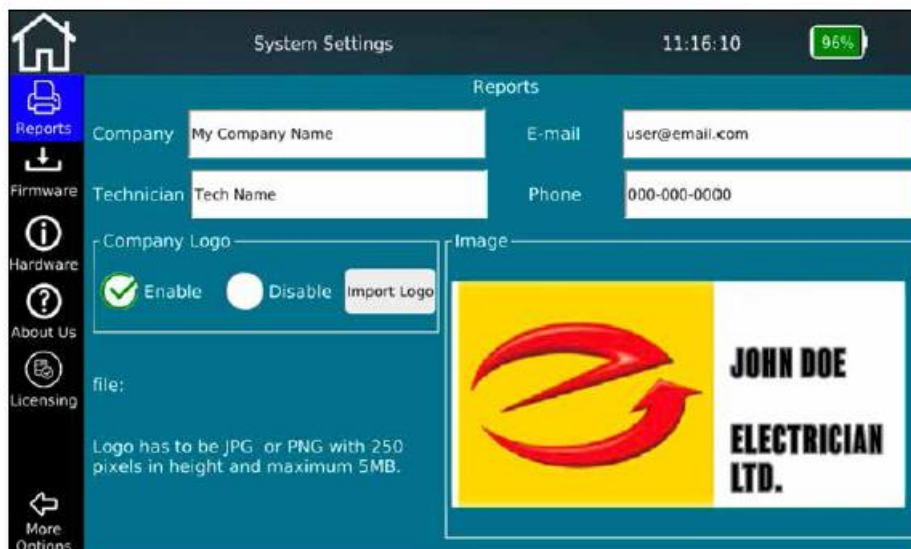 System Settings
11:16:10
96%
Reports
Reports
Company
My Company Name
E-mail
user@email.com
Technician
Tech Name
Phone
000-000-0000
Firmware
Hardware
About Us
Licensing
More
Options
Company Logo
Enable
Disable
Import Logo
file:
Logo has to be JPG or PNG with 250
pixels in height and maximum 5MB.
Image
JOHN DOE
ELECTRICIAN
LTD.